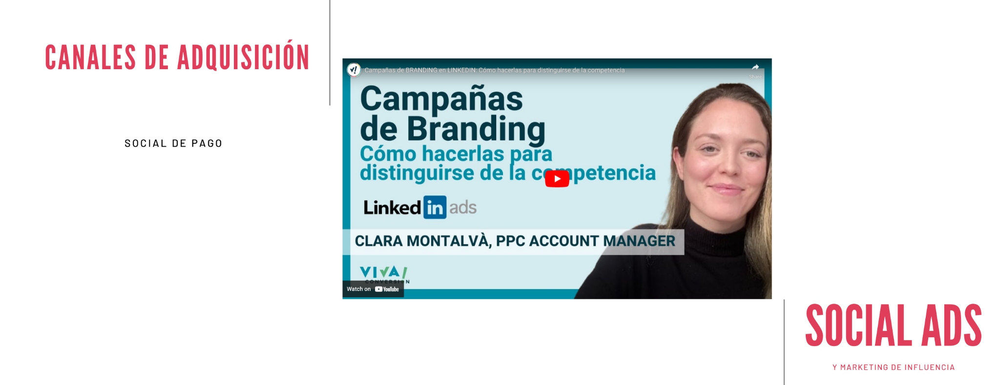 CANALES DE ADQUISICIÓN
SOCIAL DE PAGO
Campañas de BRANDING en LINKEDIN: Cómo hacerlas para distinguirse de la competencia
Share
Campañas
de Branding
Cómo hacerlas para
distinguirse de la competencia
Linked in ads
CLARA MONTALVÀ, PPC ACCOUNT MANAGER
VIVA!
CONVERSION
Watch on YouTube
SOCIAL ADS
Y MARKETING DE INFLUENCIA